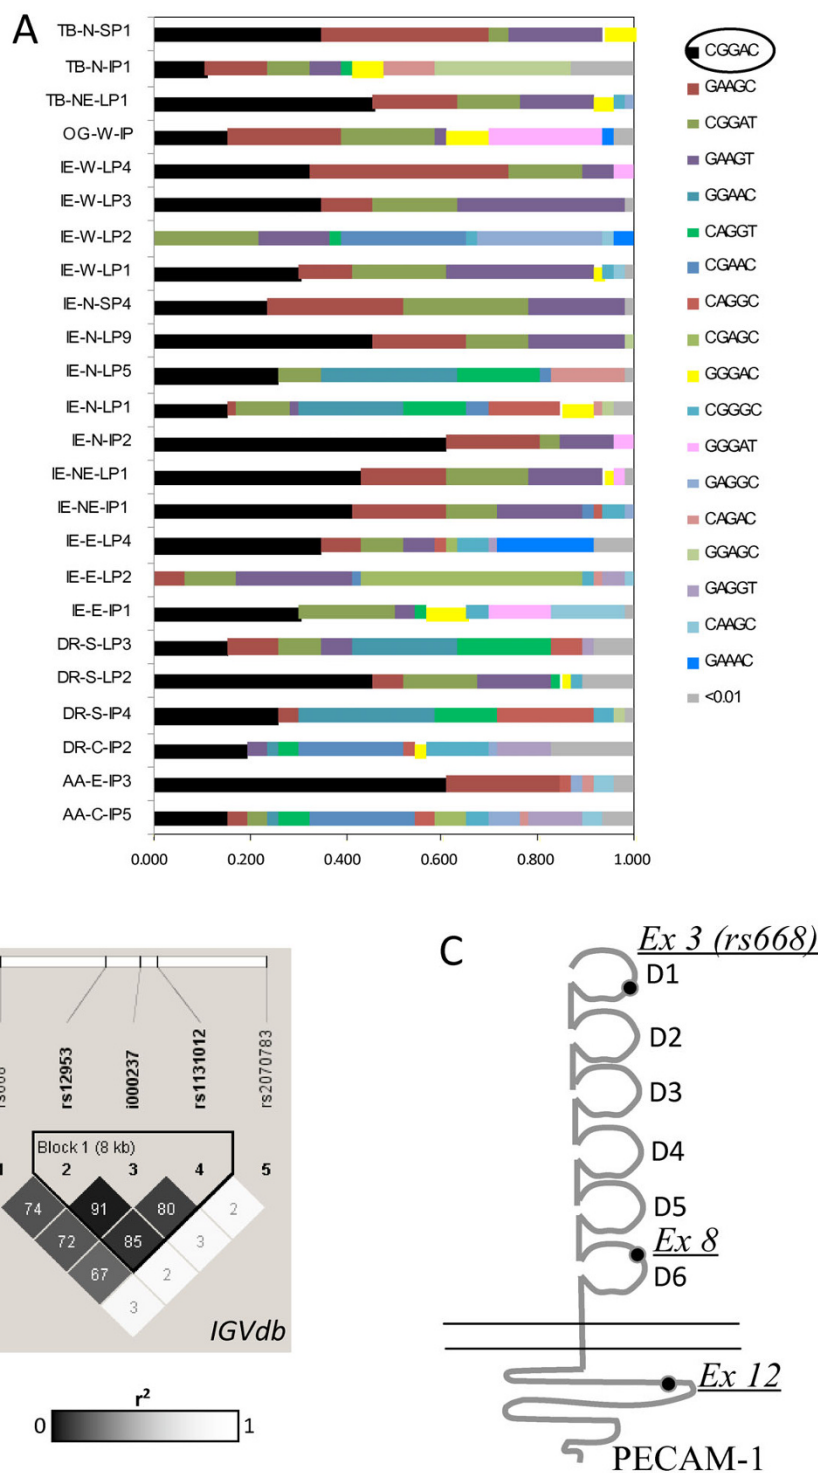 A
TB-N-SP1
TB-N-IP1
TB-NE-LP1
OG-W-IP
IE-W-LP4
IE-W-LP3
IE-W-LP2
IE-W-LP1
IE-N-SP4
IE-N-LP9
IE-N-LP5
IE-N-LP1
IE-N-IP2
IE-NE-LP1
IE-NE-IP1
IE-E-LP4
IE-E-LP2
IE-E-IP1
DR-S-LP3
DR-S-LP2
DR-S-IP4
DR-C-IP2
AA-E-IP3
AA-C-IP5
0.000 0.200 0.400 0.600 0.800 1.000
CGGAC
GAAGC
CGGAT
GAAGT
GGAAC
CAGGT
CGAAC
CAGGC
CGAGC
GGGAC
CGGGC
GGGAT
GAGGC
CAGAC
GGAGC
GAGGT
CAAGC
GAAAC
<0.01
rs12953
i000237
rs1131012
rs2070783
Block 1 (8 kb)
2 3 4 5
74 91 80 2
72 85 3
67 2
3
IGVdb
r²
0 1
C
Ex 3 (rs668)
D1
D2
D3
D4
D5
Ex 8
D6
Ex 12
PECAM-1